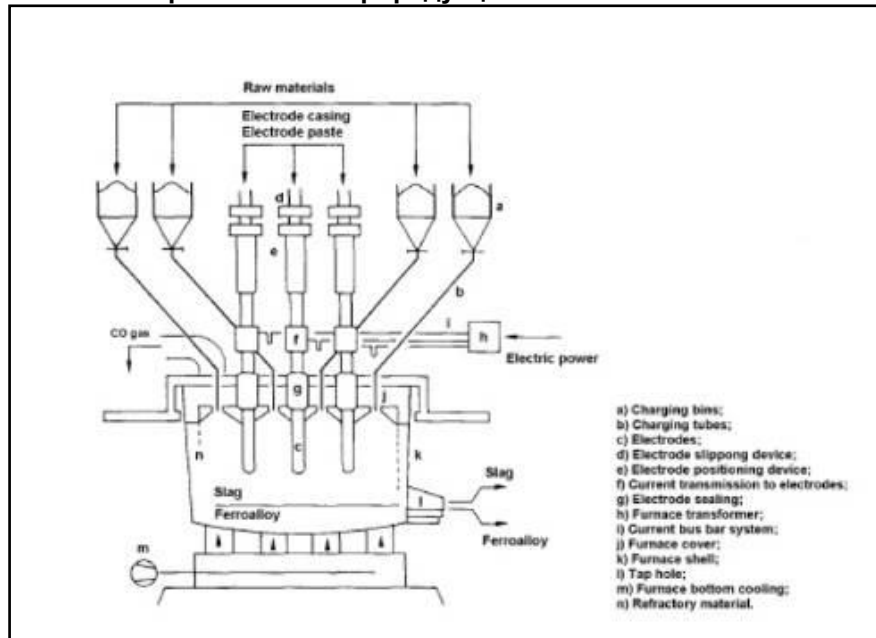 Raw materials
Electrode casing
Electrode paste
d
a
e
b
CO gas
i
f
h
Electric power
g
j
c
n
k
Slag
Ferroalloy
l
Slag
Ferroalloy
m
a) Charging bins;
b) Charging tubes;
c) Electrodes;
d) Electrode slippong device;
e) Electrode positioning device;
f) Current transmission to electrodes;
g) Electrode sealing;
h) Furnace transformer;
i) Current bus bar system;
j) Furnace cover;
k) Furnace shell;
l) Tap hole;
m) Furnace bottom cooling;
n) Refractory material.